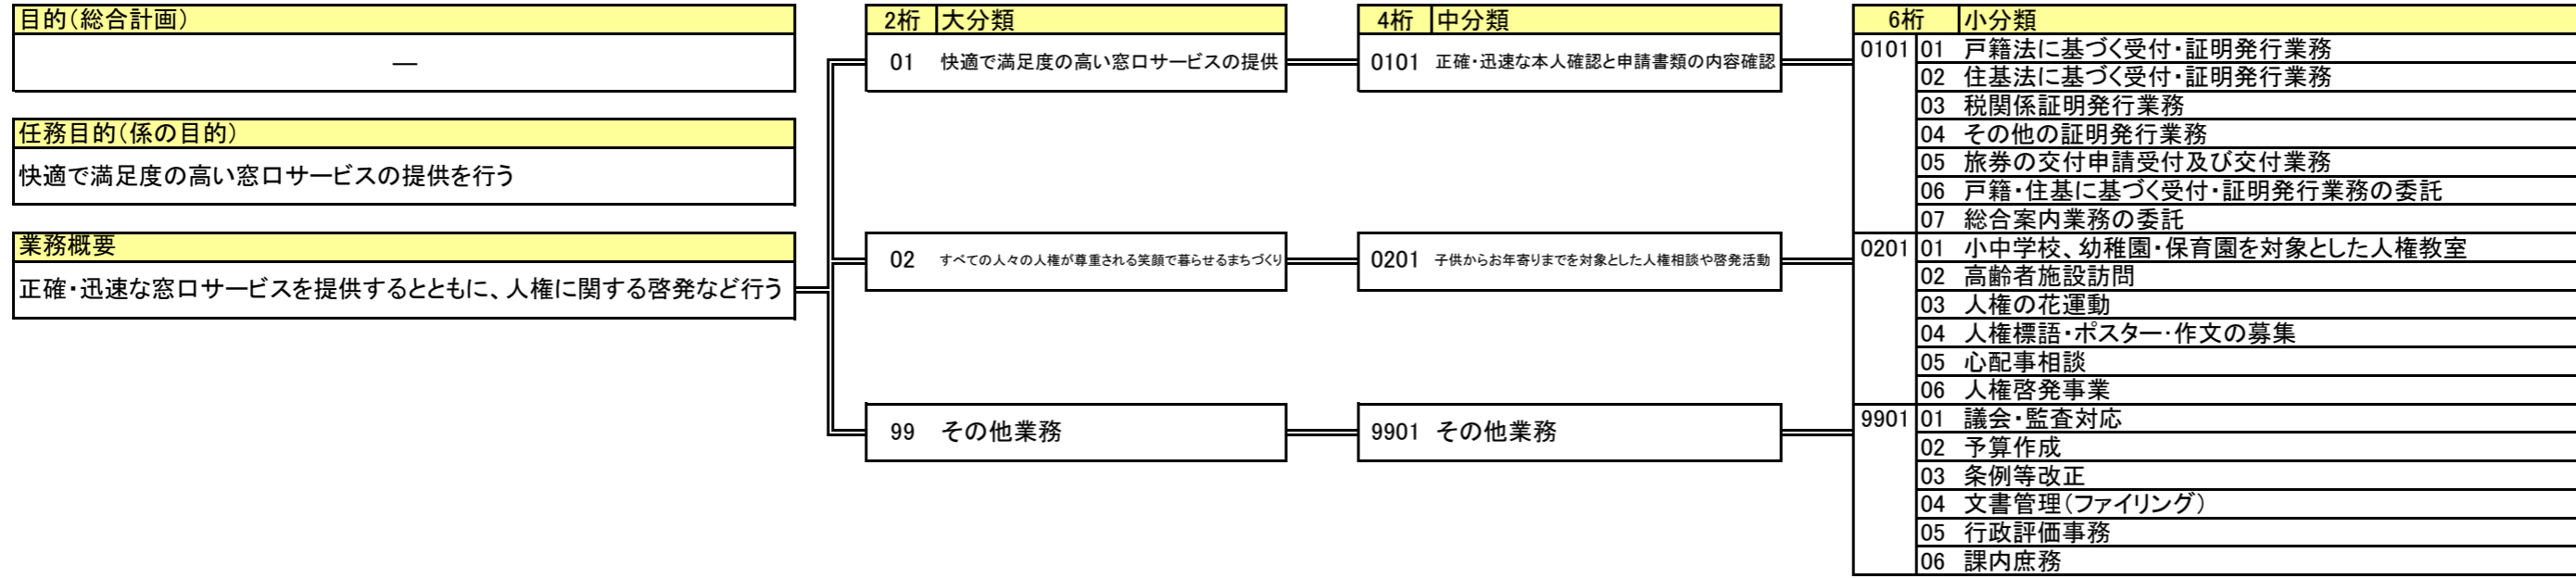 目的(総合計画)
―
任務目的(係の目的)
快適で満足度の高い窓口サービスの提供を行う
業務概要
正確・迅速な窓口サービスを提供するとともに、人権に関する啓発など行う
2桁 大分類
01 快適で満足度の高い窓口サービスの提供
02 すべての人々の人権が尊重される笑顔で暮らせるまちづくり
99 その他業務
4桁 中分類
0101 正確・迅速な本人確認と申請書類の内容確認
0201 子供からお年寄りまでを対象とした人権相談や啓発活動
9901 その他業務
6桁 小分類
0101 01 戸籍法に基づく受付・証明発行業務
02 住基法に基づく受付・証明発行業務
03 税関係証明発行業務
04 その他の証明発行業務
05 旅券の交付申請受付及び交付業務
06 戸籍・住基に基づく受付・証明発行業務の委託
07 総合案内業務の委託
0201 01 小中学校、幼稚園・保育園を対象とした人権教室
02 高齢者施設訪問
03 人権の花運動
04 人権標語・ポスター・作文の募集
05 心配事相談
06 人権啓発事業
9901 01 議会・監査対応
02 予算作成
03 条例等改正
04 文書管理(ファイリング)
05 行政評価事務
06 課内庶務